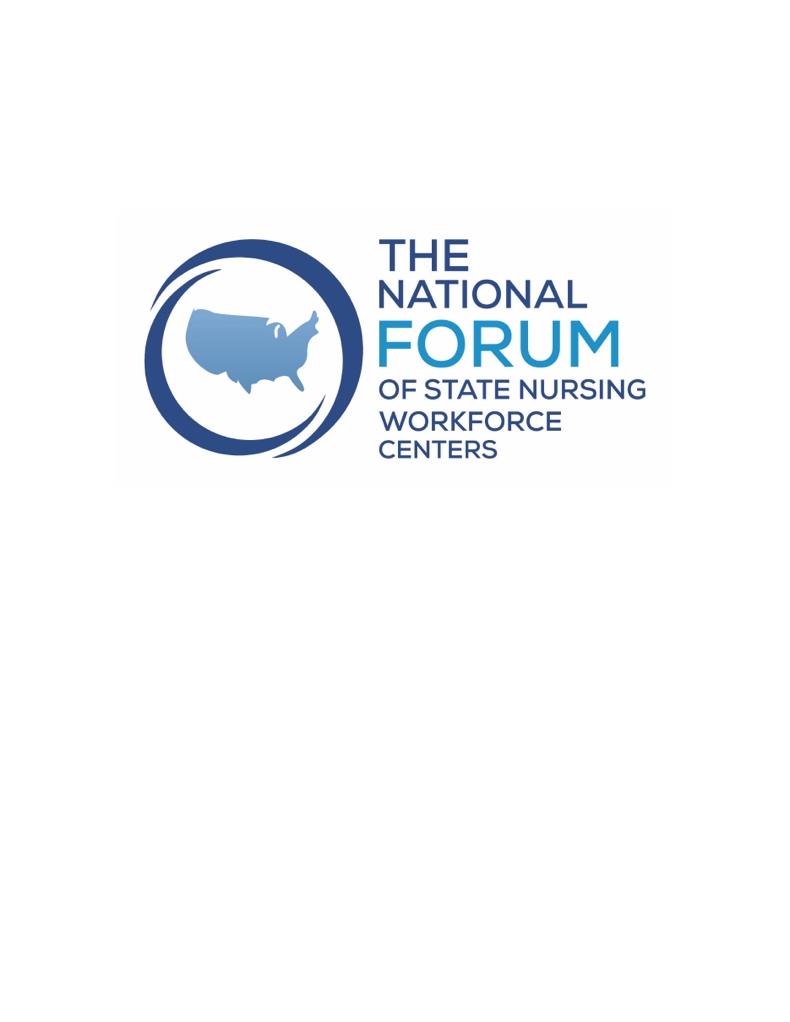 THE
NATIONAL
FORUM
OF STATE NURSING
WORKFORCE
CENTERS